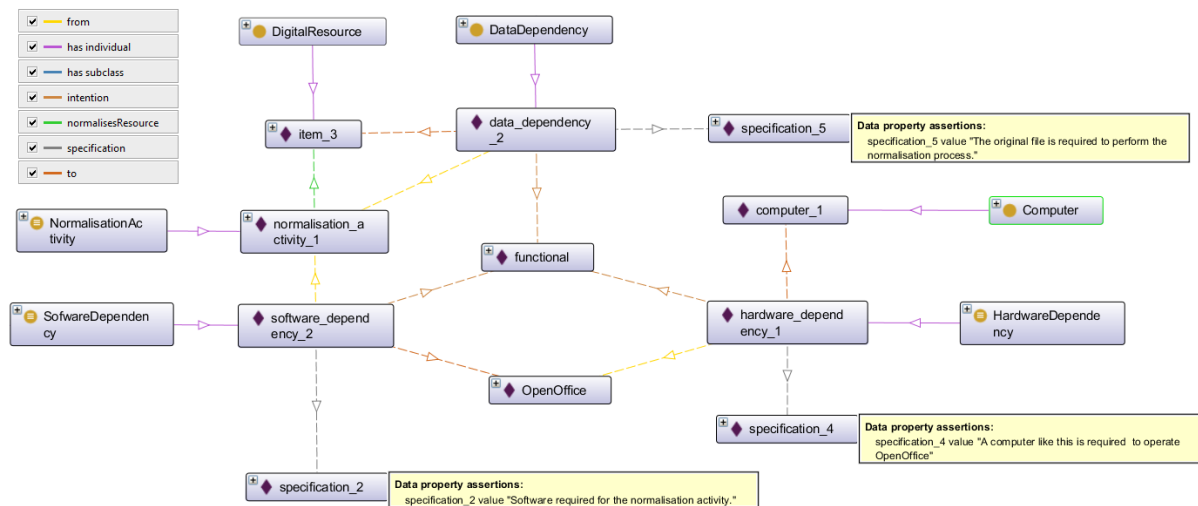 from
has individual
has subclass
intention
normalisesResource
specification
to
DigitalResource
DataDependency
item_3
data_dependency
_2
specification_5
Data property assertions:
specification_5 value "The original file is required to perform the
normalisation process."
NormalisationAc
tivity
normalisation_a
ctivity_1
computer_1
Computer
functional
SofwareDependen
cy
software_depend
ency_2
hardware_depend
ency_1
HardwareDepende
ncy
OpenOffice
specification_4
Data property assertions:
specification_4 value "A computer like this is required to operate
OpenOffice"
specification_2
Data property assertions:
specification_2 value "Software required for the normalisation activity."